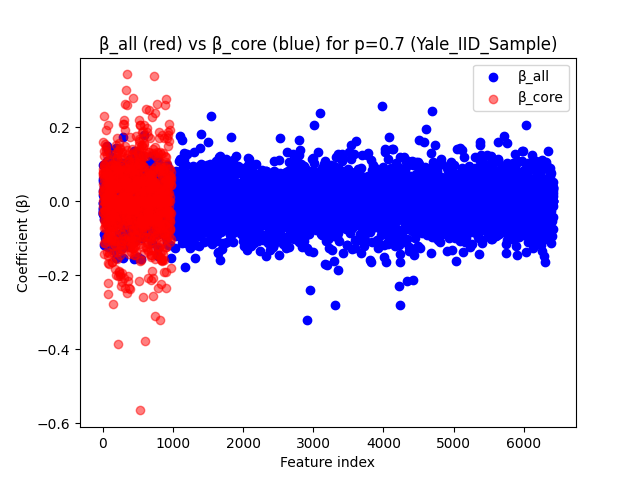 β_all (red) vs β_core (blue) for p=0.7 (Yale_IID_Sample)
β_all
β_core
0.2
0.0
−0.2
−0.4
−0.6
Coefficient (β)
0
1000
2000
3000
4000
5000
6000
Feature index